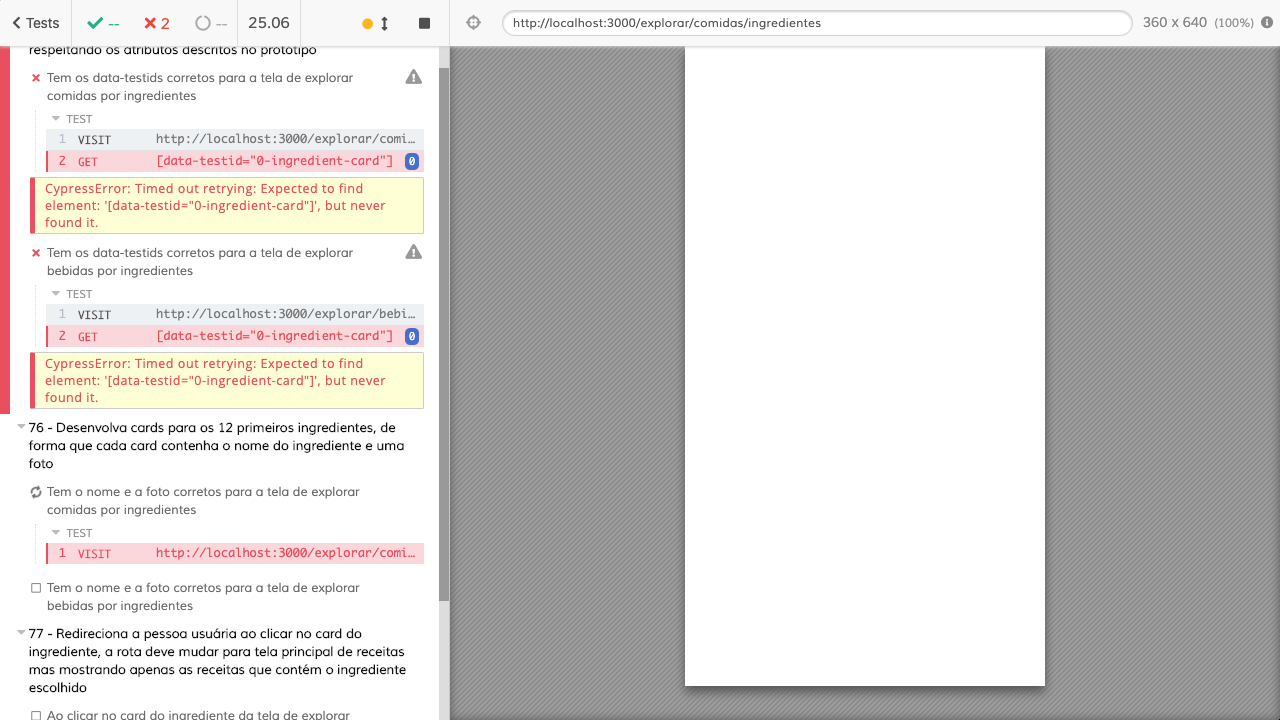 Tests
--
2
--
25.06
http://localhost:3000/explorar/comidas/ingredientes
360 x 640 (100%)
respeitando os atributos descritos no protótipo
Tem os data-testids corretos para a tela de explorar
comidas por ingredientes
TEST
1 VISIT http://localhost:3000/explorar/comi…
2 GET [data-testid="0-ingredient-card"] 0
CypressError: Timed out retrying: Expected to find
element: '[data-testid="0-ingredient-card"]', but never
found it.
Tem os data-testids corretos para a tela de explorar
bebidas por ingredientes
TEST
1 VISIT http://localhost:3000/explorar/bebi…
2 GET [data-testid="0-ingredient-card"] 0
CypressError: Timed out retrying: Expected to find
element: '[data-testid="0-ingredient-card"]', but never
found it.
76 - Desenvolva cards para os 12 primeiros ingredientes, de
forma que cada card contenha o nome do ingrediente e uma
foto
Tem o nome e a foto corretos para a tela de explorar
comidas por ingredientes
TEST
1 VISIT http://localhost:3000/explorar/comi…
Tem o nome e a foto corretos para a tela de explorar
bebidas por ingredientes
77 - Redireciona a pessoa usuária ao clicar no card do
ingrediente, a rota deve mudar para tela principal de receitas
mas mostrando apenas as receitas que contém o ingrediente
escolhido
Ao clicar no card do ingrediente da tela de explorar